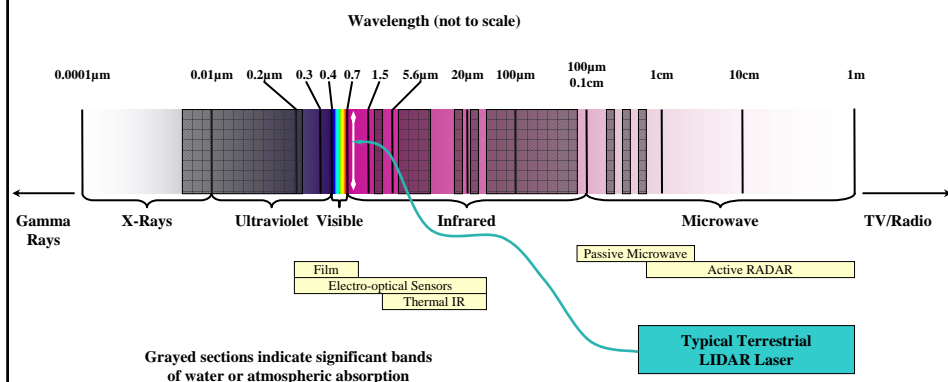 Wavelength (not to scale)
0.0001µm
0.01µm
0.2µm
0.3
0.4
0.7
1.5
5.6µm
20µm
100µm
100µm
0.1cm
1cm
10cm
1m
Gamma
Rays
X-Rays
Ultraviolet
Visible
Infrared
Microwave
TV/Radio
Film
Electro-optical Sensors
Thermal IR
Passive Microwave
Active RADAR
Typical Terrestrial
LIDAR Laser
Grayed sections indicate significant bands
of water or atmospheric absorption